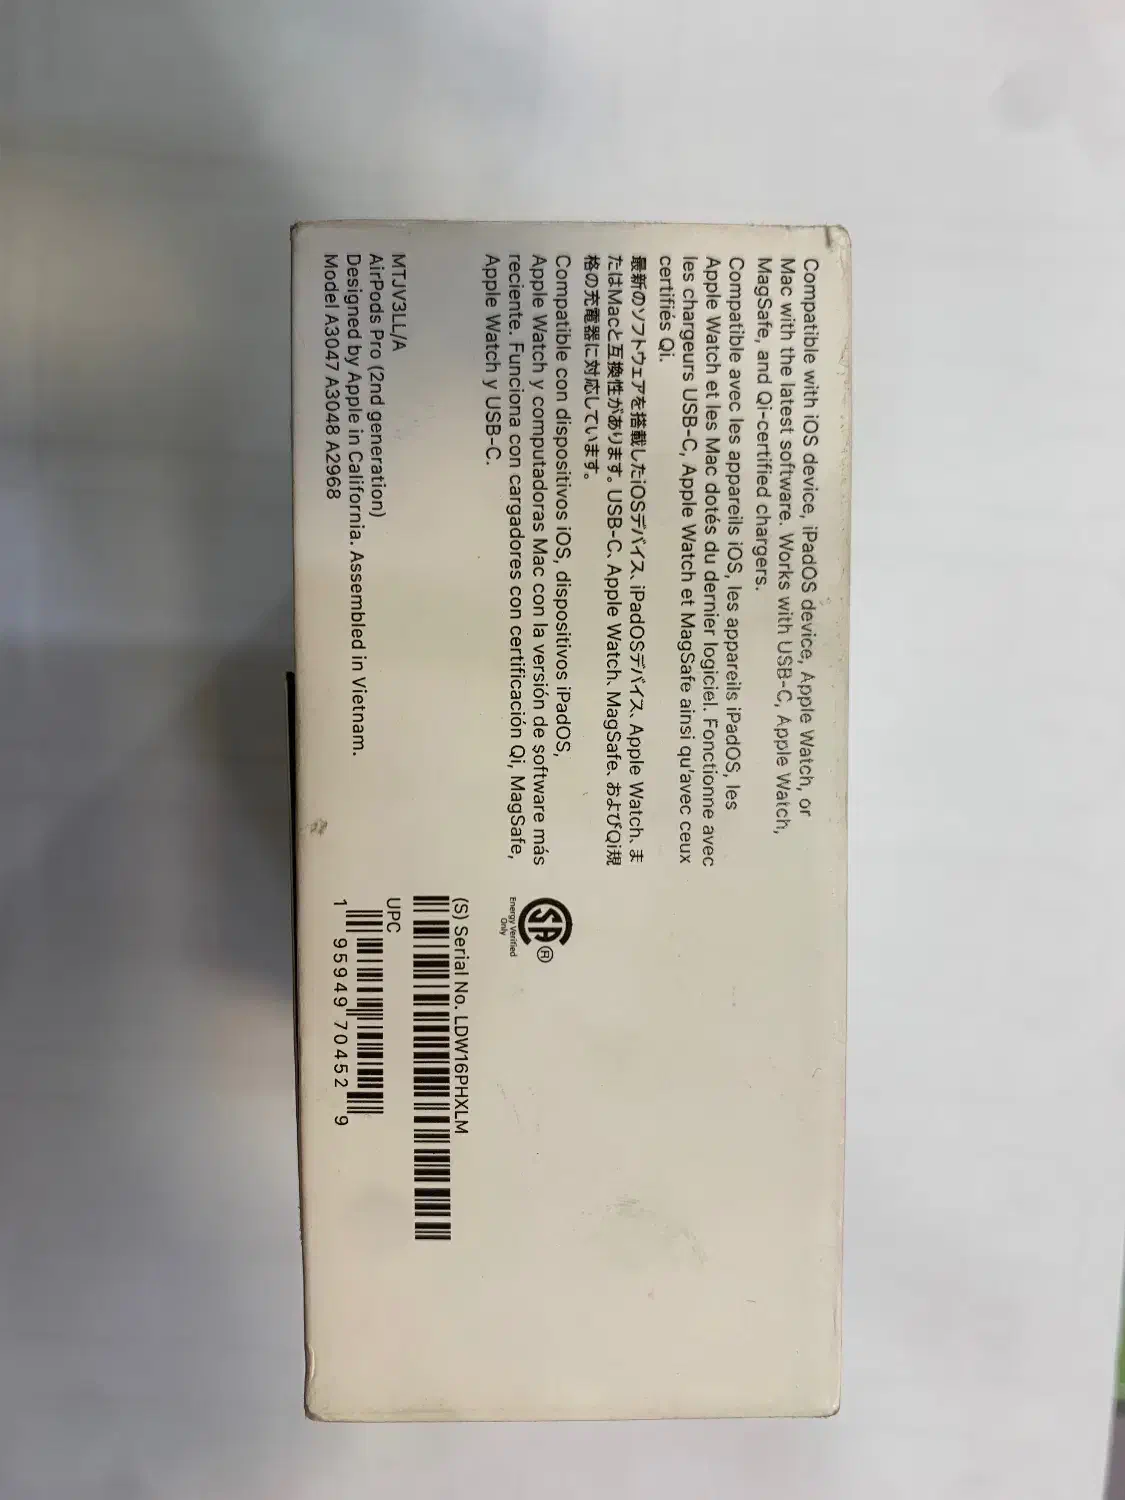 Compatible with iOS device, iPadOS device, Apple Watch, or
Mac with the latest software. Works with USB-C, Apple Watch,
MagSafe, and Qi-certified chargers.
Compatible avec les appareils iOS, les appareils iPadOS, les
Apple Watch et les Mac dotés du dernier logiciel. Fonctionne avec
les chargeurs USB-C, Apple Watch et MagSafe ainsi qu'avec ceux
certifiés Qi.
最新のソフトウェアを搭載したiOSデバイス、iPadOSデバイス、Apple Watch、ま
たはMacと互換性があります。USB-C、Apple Watch、MagSafe、およびQi規
格の充電器に対応しています。
Compatible con dispositivos iOS, dispositivos iPadOS,
Apple Watch y computadoras Mac con la versión de software más
reciente. Funciona con cargadores con certificación Qi, MagSafe,
Apple Watch y USB-C.
MTJV3LL/A
AirPods Pro (2nd generation)
Designed by Apple in California. Assembled in Vietnam.
Model A3047 A3048 A2968
SA®
Energy Verified
Only
(S) Serial No. LDW16PHXLM
UPC
1 95949 70452 9